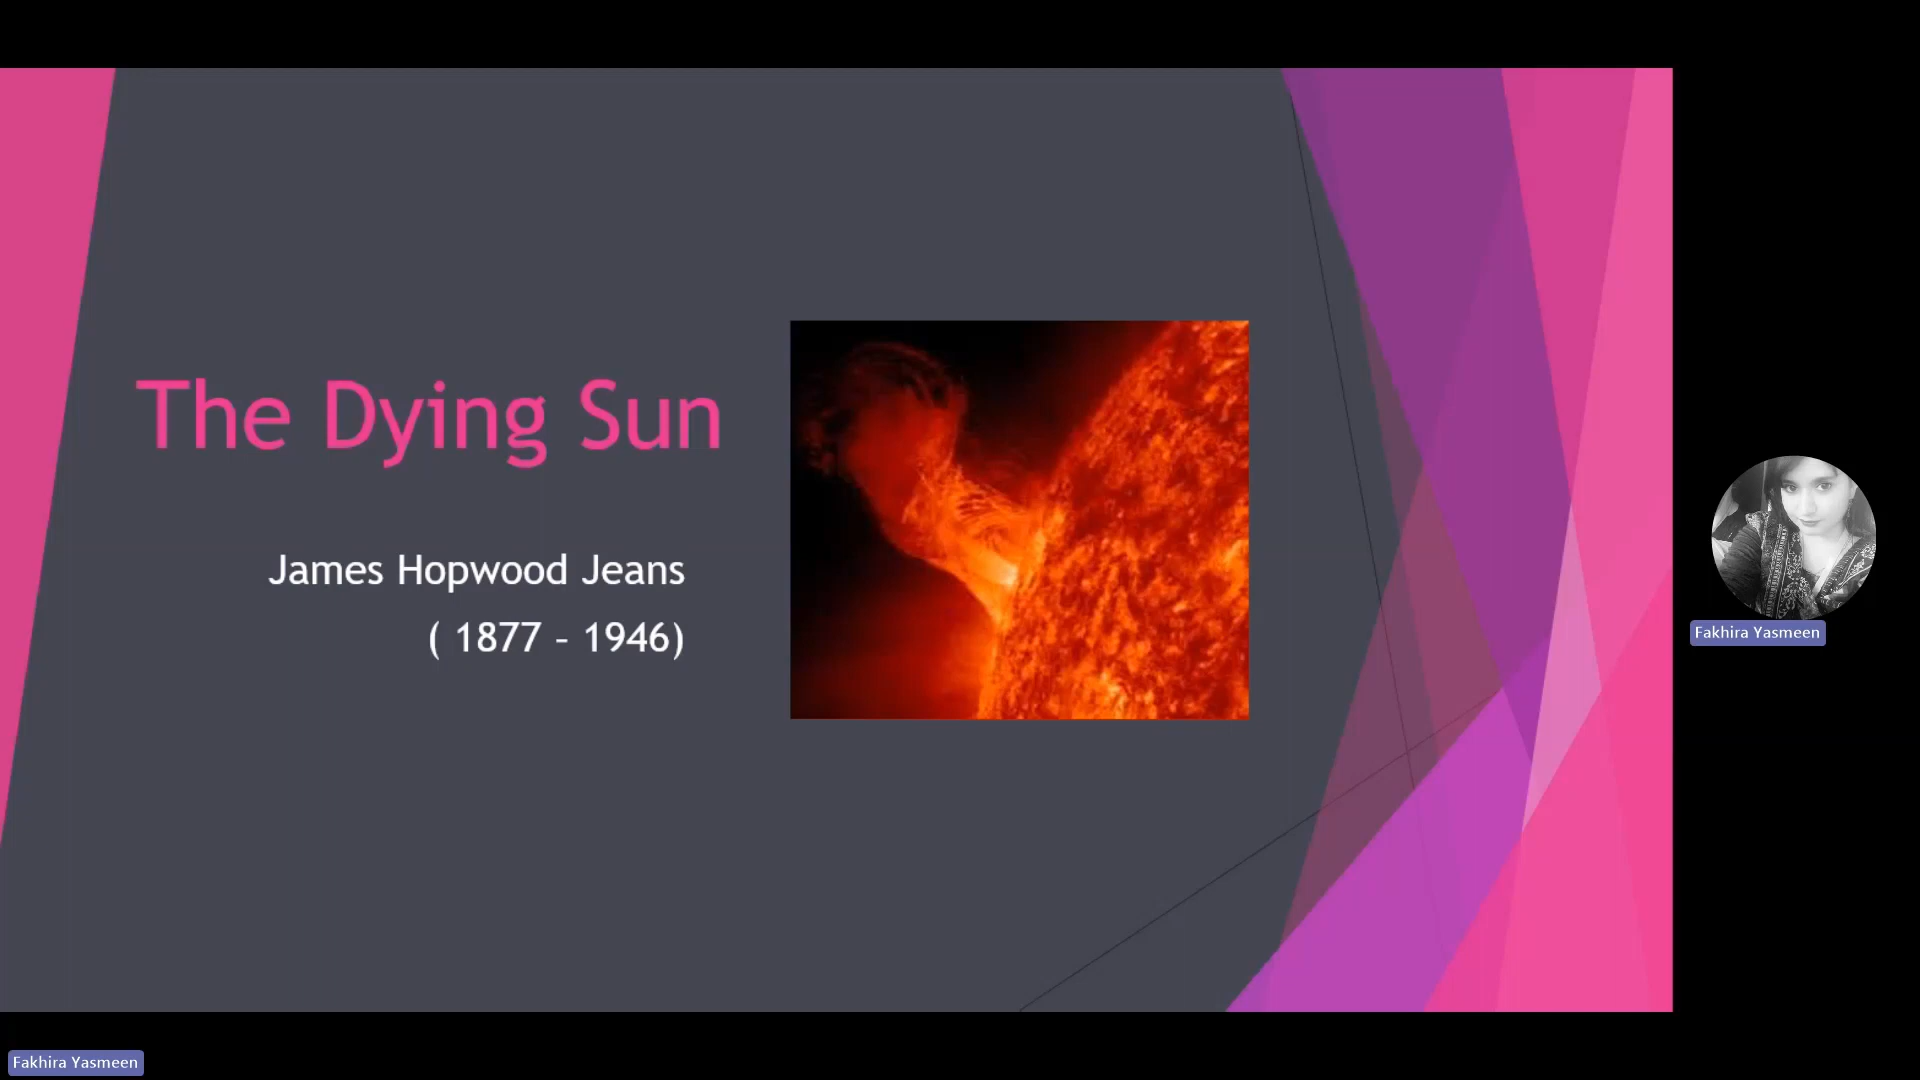 The Dying Sun
James Hopwood Jeans
( 1877 – 1946)
Fakhira Yasmeen
Fakhira Yasmeen